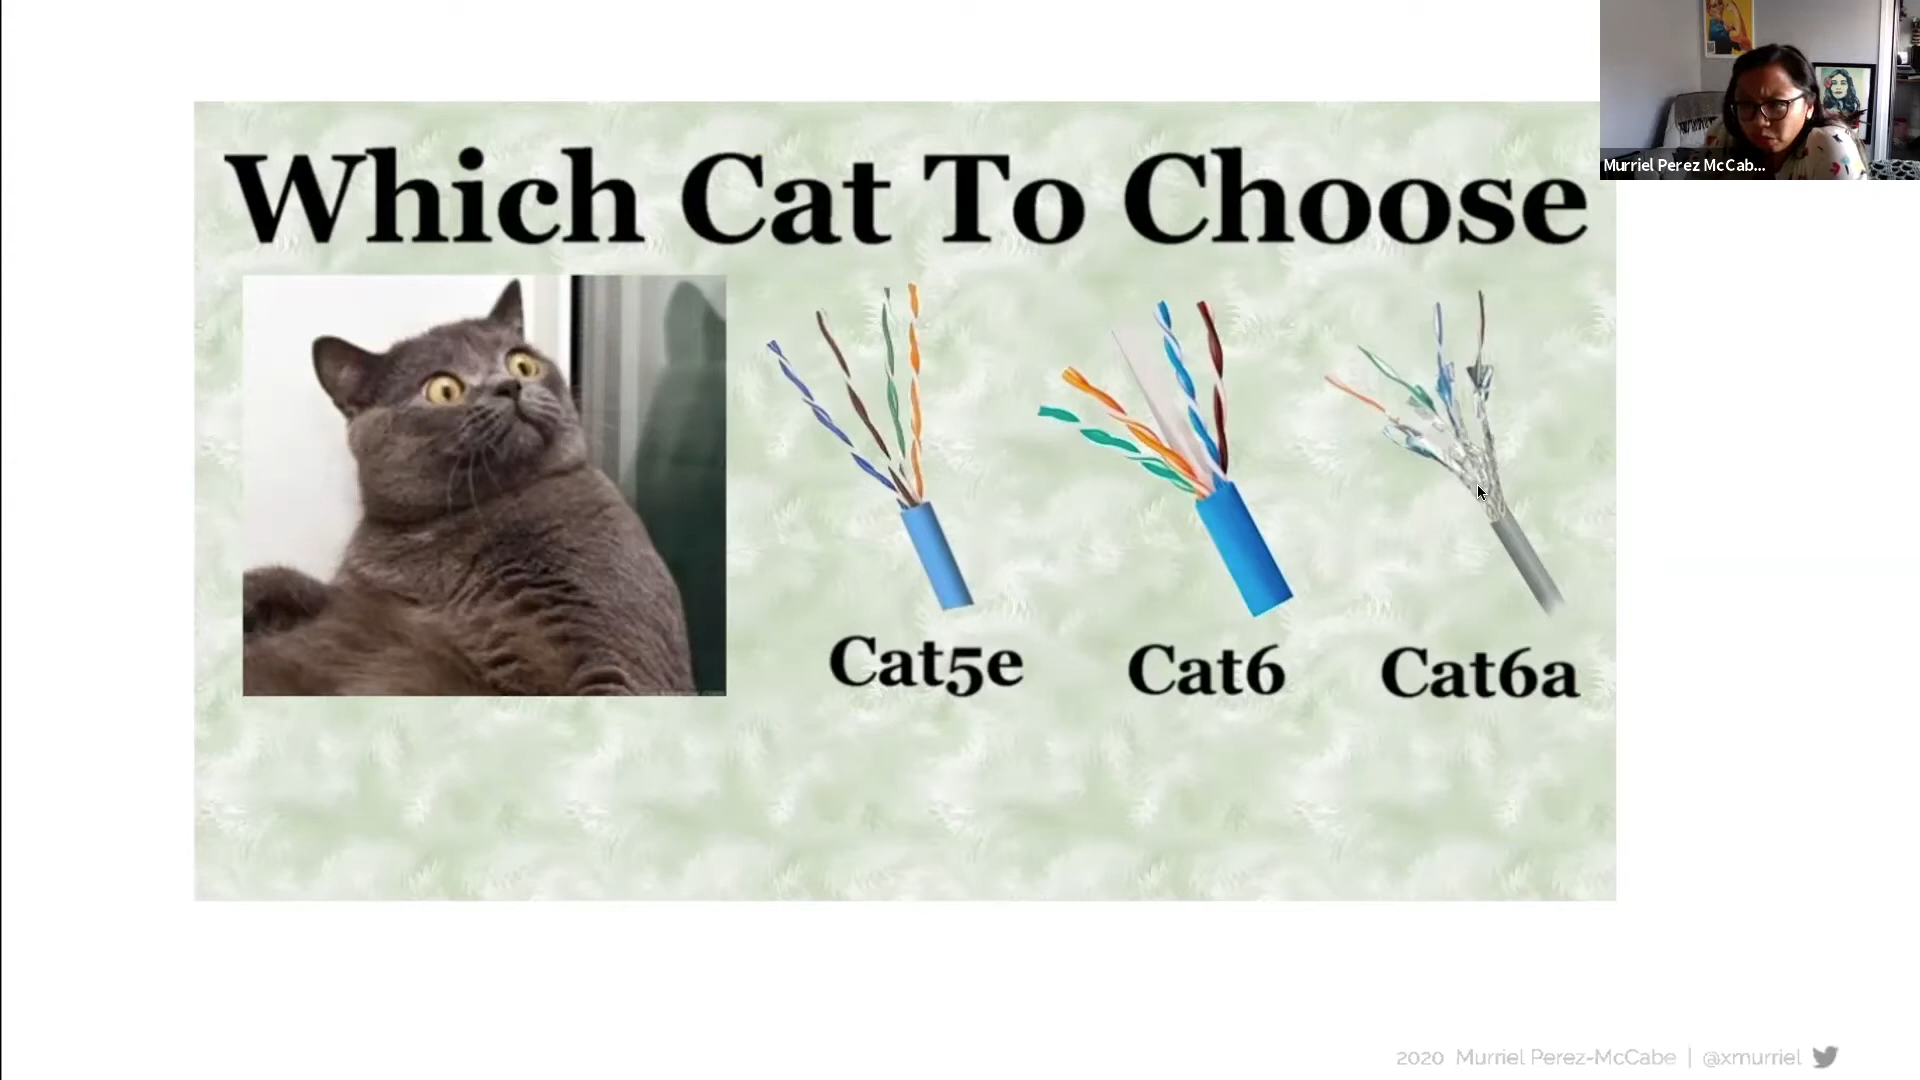 Which Cat To Choose
Murriel Perez McCab...
Cat5e Cat6 Cat6a
2020 Murriel Perez-McCabe | @xmurriel